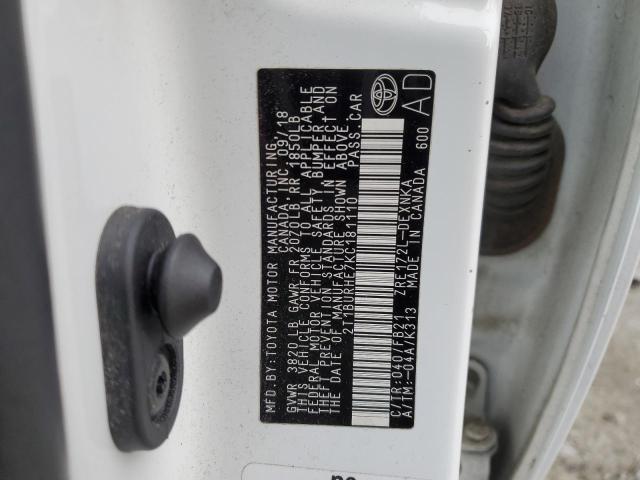 MFD.BY:TOYOTA MOTOR MANUFACTURING
CANADA, INC. 09/18
GVWR 3820 LB GAWR FR 2070LB RR 1850LB
THIS VEHICLE CONFORMS TO ALL APPLICABLE
FEDERAL MOTOR VEHICLE SAFETY BUMPER AND
THEFT PREVENTION STANDARDS IN EFFECT ON
THE DATE OF MANUFACTURE SHOWN ABOVE.
2T1BURHE7KC181110 PASS.CAR
C/TR:040/FB21 ZRE172L-DEXNKA
A/TM:-04A/K313 MADE IN CANADA 600
AD